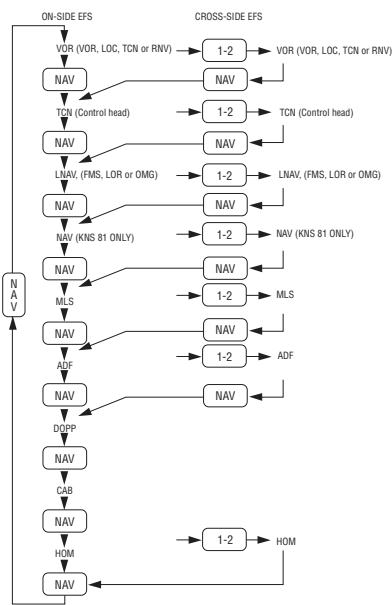 ON-SIDE EFS CROSS-SIDE EFS
VOR (VOR, LOC, TCN or RNV) 1-2 VOR (VOR, LOC, TCN or RNV)
NAV NAV
TCN (Control head) 1-2 TCN (Control head)
NAV NAV
LNAV, (FMS, LOR or OMG) 1-2 LNAV, (FMS, LOR or OMG)
NAV NAV
NAV (KNS 81 ONLY) 1-2 NAV (KNS 81 ONLY)
NAV NAV
NAV
MLS 1-2 MLS
NAV NAV
ADF 1-2 ADF
NAV NAV
DOPP
NAV
CAB
NAV
HOM 1-2 HOM
NAV